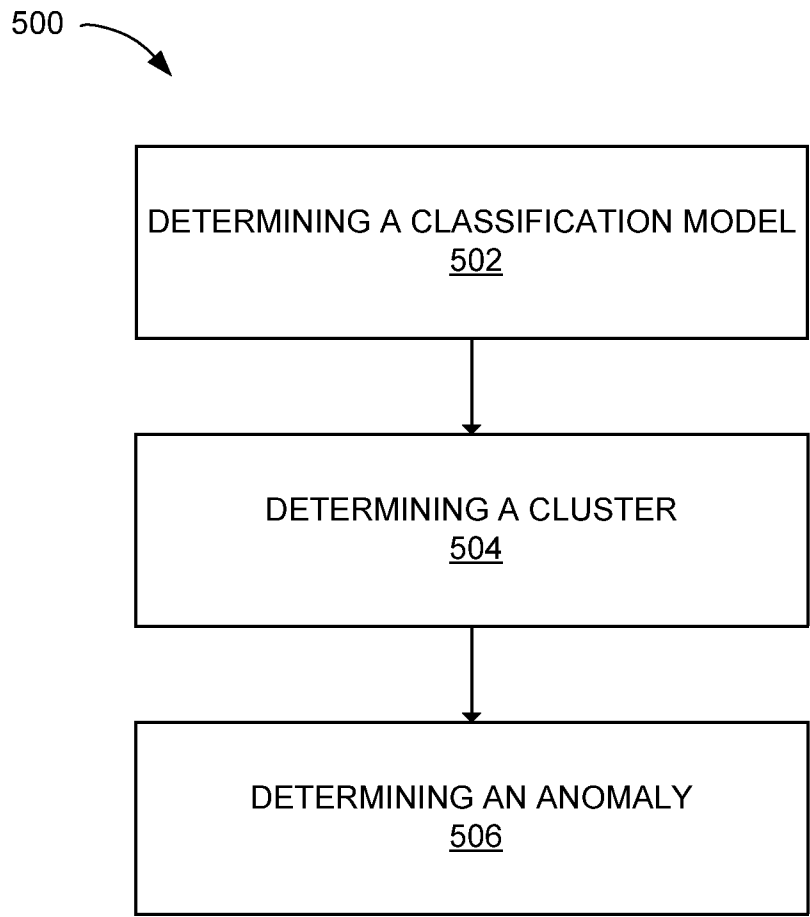 500
DETERMINING A CLASSIFICATION MODEL
502
DETERMINING A CLUSTER
504
DETERMINING AN ANOMALY
506